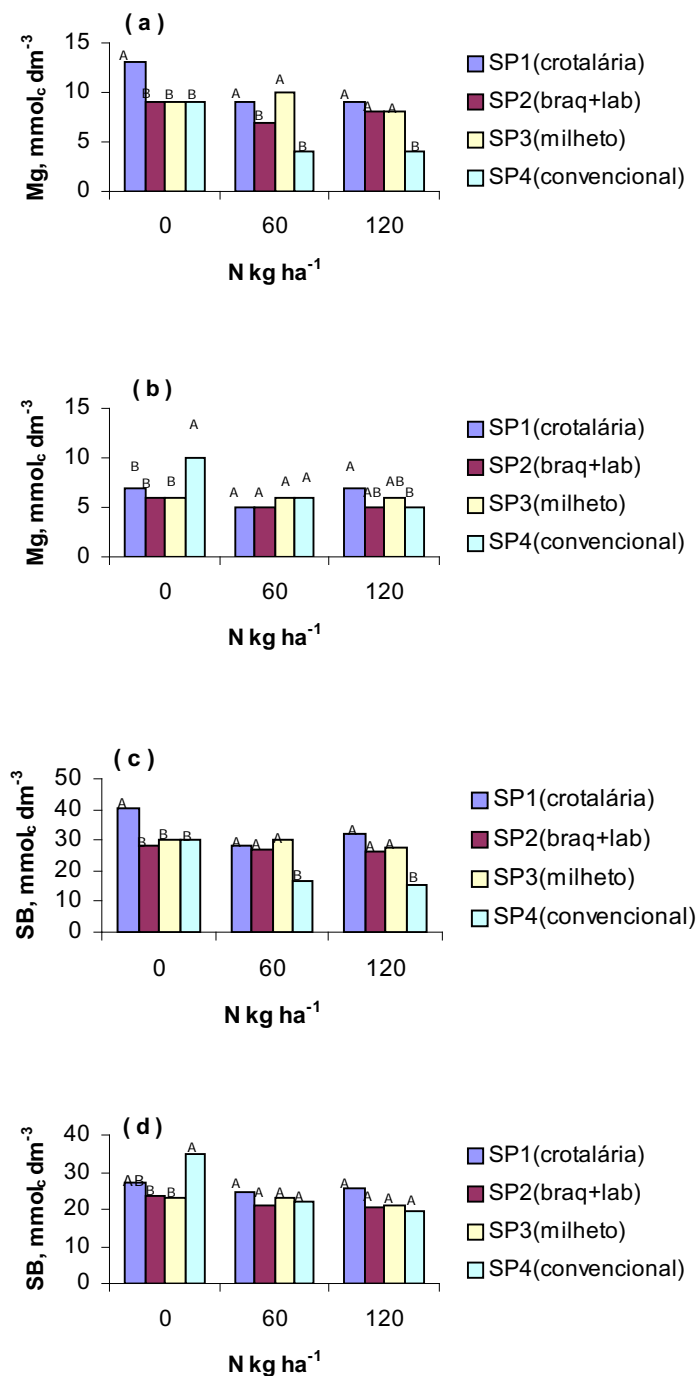 ( a )
Mg, mmolc dm-3
15
10
5
0
A B B B A B A B A A A B
0 60 120
N kg ha-1
SP1(crotalária)
SP2(braq+lab)
SP3(milheto)
SP4(convencional)
( b )
Mg, mmolc dm-3
15
10
5
0
B B B A A A A A A AB AB B
0 60 120
N kg ha-1
SP1(crotalária)
SP2(braq+lab)
SP3(milheto)
SP4(convencional)
( c )
SB, mmolc dm-3
50
40
30
20
10
0
A B B B A A A B A A A B
0 60 120
N kg ha-1
SP1(crotalária)
SP2(braq+lab)
SP3(milheto)
SP4(convencional)
( d )
SB, mmolc dm-3
40
30
20
10
0
AB B B A A A A A A A A A
0 60 120
N kg ha-1
SP1(crotalária)
SP2(braq+lab)
SP3(milheto)
SP4(convencional)